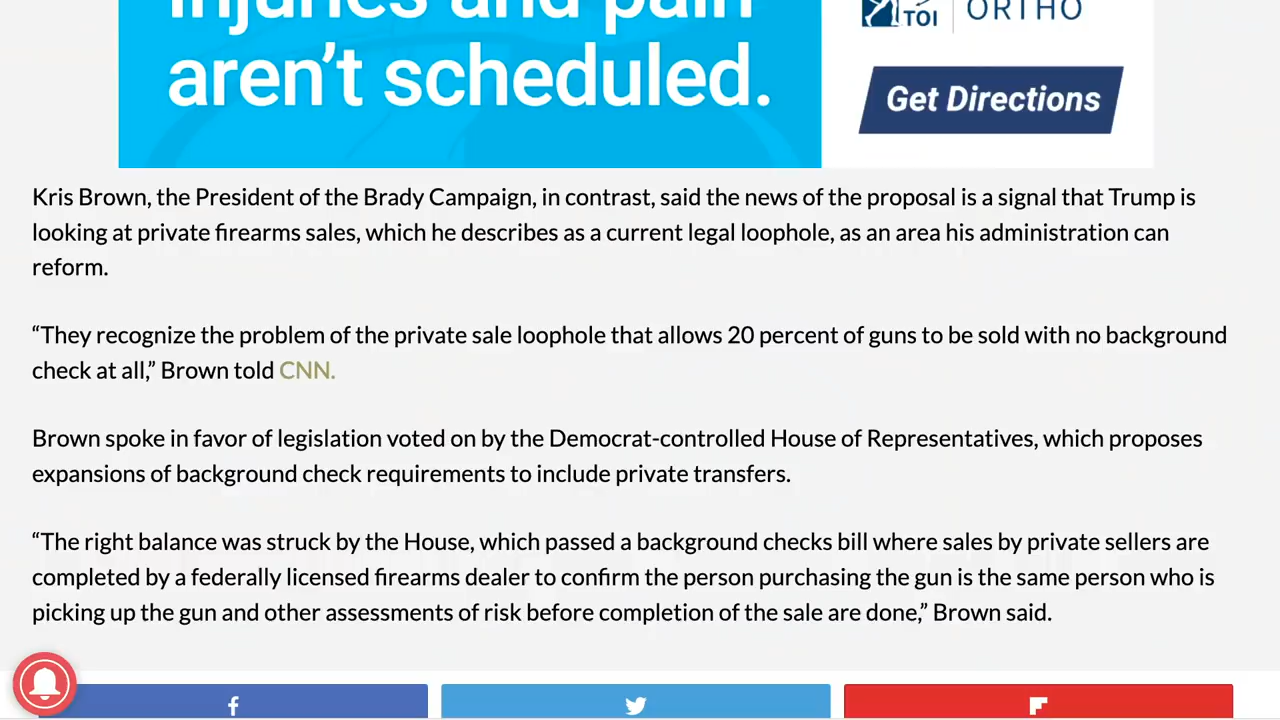 injuries and pain
aren't scheduled.
TOI
ORTHO
Get Directions
Kris Brown, the President of the Brady Campaign, in contrast, said the news of the proposal is a signal that Trump is
looking at private firearms sales, which he describes as a current legal loophole, as an area his administration can
reform.
“They recognize the problem of the private sale loophole that allows 20 percent of guns to be sold with no background
check at all,” Brown told CNN.
Brown spoke in favor of legislation voted on by the Democrat-controlled House of Representatives, which proposes
expansions of background check requirements to include private transfers.
“The right balance was struck by the House, which passed a background checks bill where sales by private sellers are
completed by a federally licensed firearms dealer to confirm the person purchasing the gun is the same person who is
picking up the gun and other assessments of risk before completion of the sale are done,” Brown said.